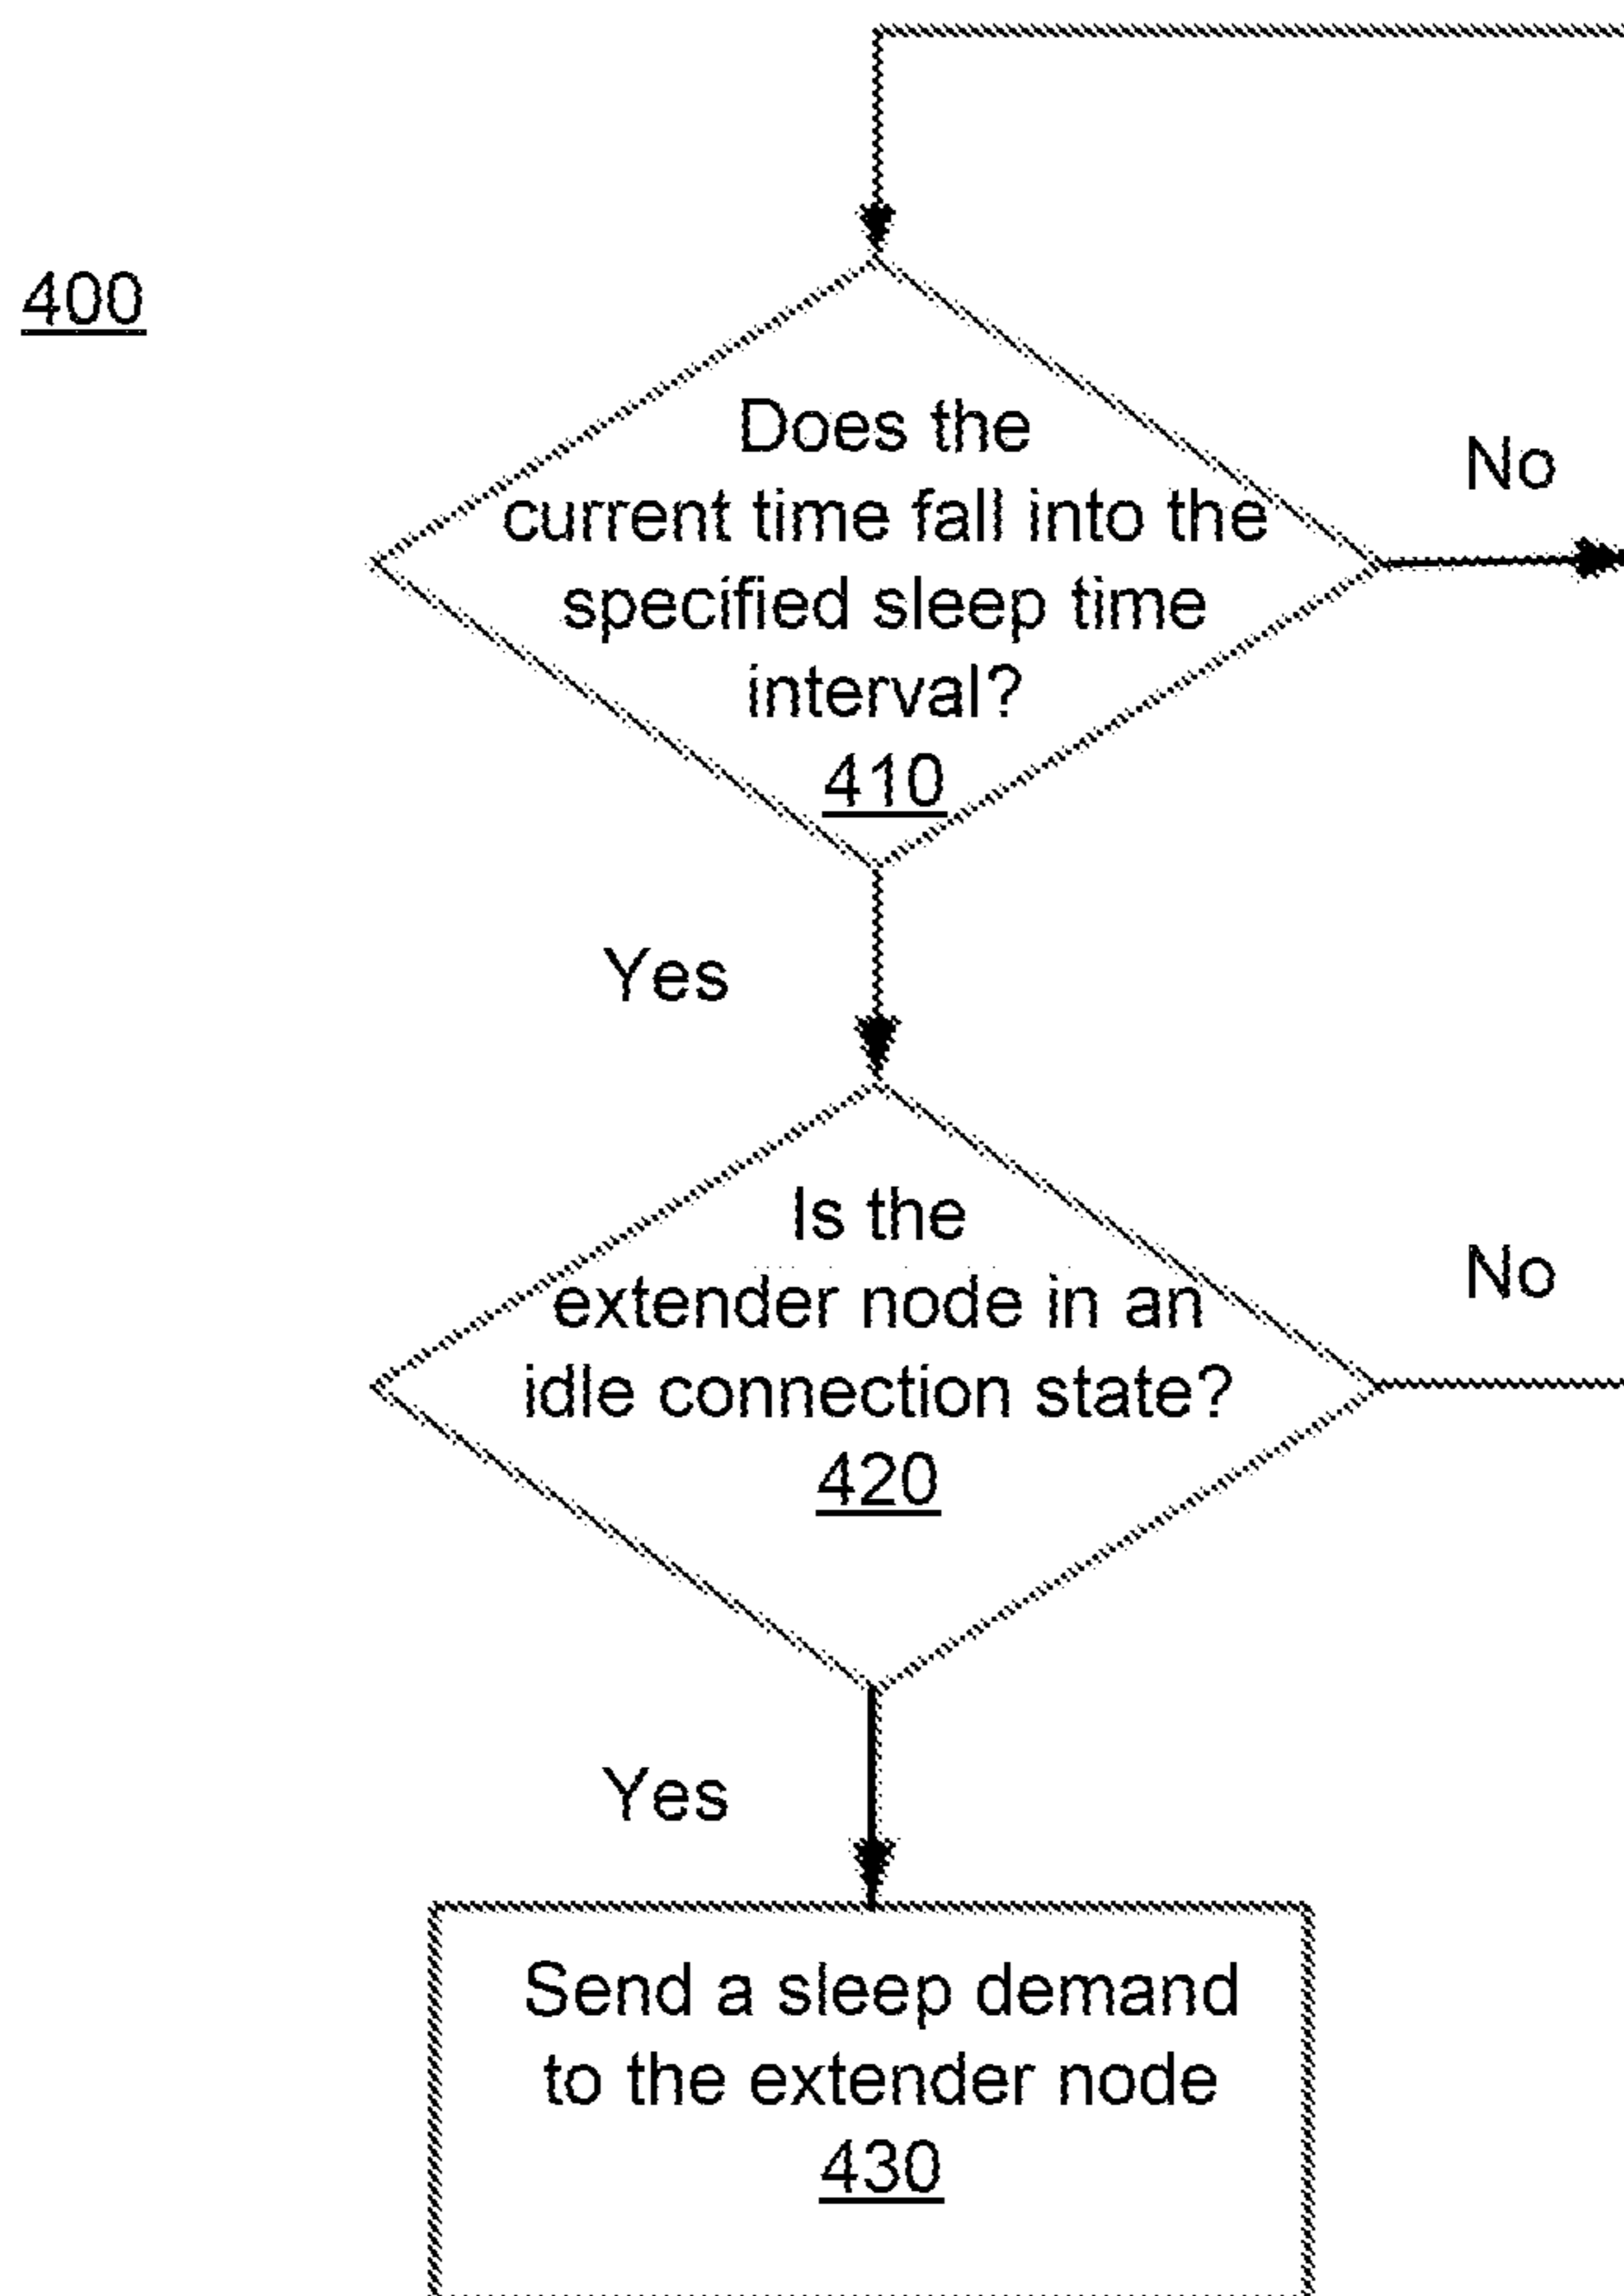 400
Does the
current time fall into the
specified sleep time
interval?
410
No
Yes
Is the
extender node in an
idle connection state?
420
No
Yes
Send a sleep demand
to the extender node
430